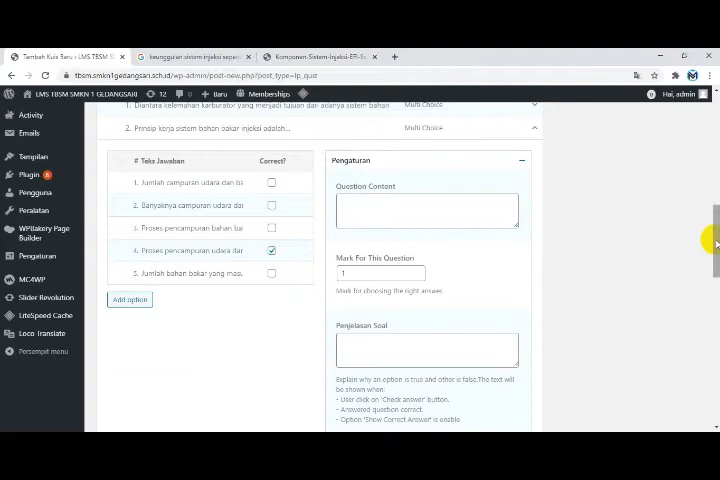 Tambah Kuis Baru ‹ LMS TBSM SM
keunggulan sistem injeksi sepeda
Komponen-Sistem-Injeksi-EFI-Se
tbsm.smkn1gedangsari.sch.id/wp-admin/post-new.php?post_type=lp_quiz
LMS TBSM SMKN 1 GEDANGSARI
12
0
Baru
Memberships
0
Hai, admin
Activity
Emails
Tampilan
Plugin 8
Pengguna
Peralatan
WPBakery Page
Builder
Pengaturan
MC4WP
Slider Revolution
LiteSpeed Cache
Loco Translate
Persempit menu
1. Diantara kelemahan karburator yang menjadi tujuan dari adanya sistem bahan
Multi Choice
2. Prinsip kerja sistem bahan bakar injeksi adalah...
Multi Choice
# Teks Jawaban
Correct?
1. Jumlah campuran udara dan ba
2. Banyaknya campuran udara dar
3. Proses pencampuran bahan bal
4. Proses pencampuran udara dar
5. Jumlah bahan bakar yang masu
Add option
Pengaturan
Question Content
Mark For This Question
1
Mark for choosing the right answer.
Penjelasan Soal
Explain why an option is true and other is false.The text will
be shown when:
- User click on 'Check answer' button.
- Answered question correct.
- Option 'Show Correct Answer' is enable